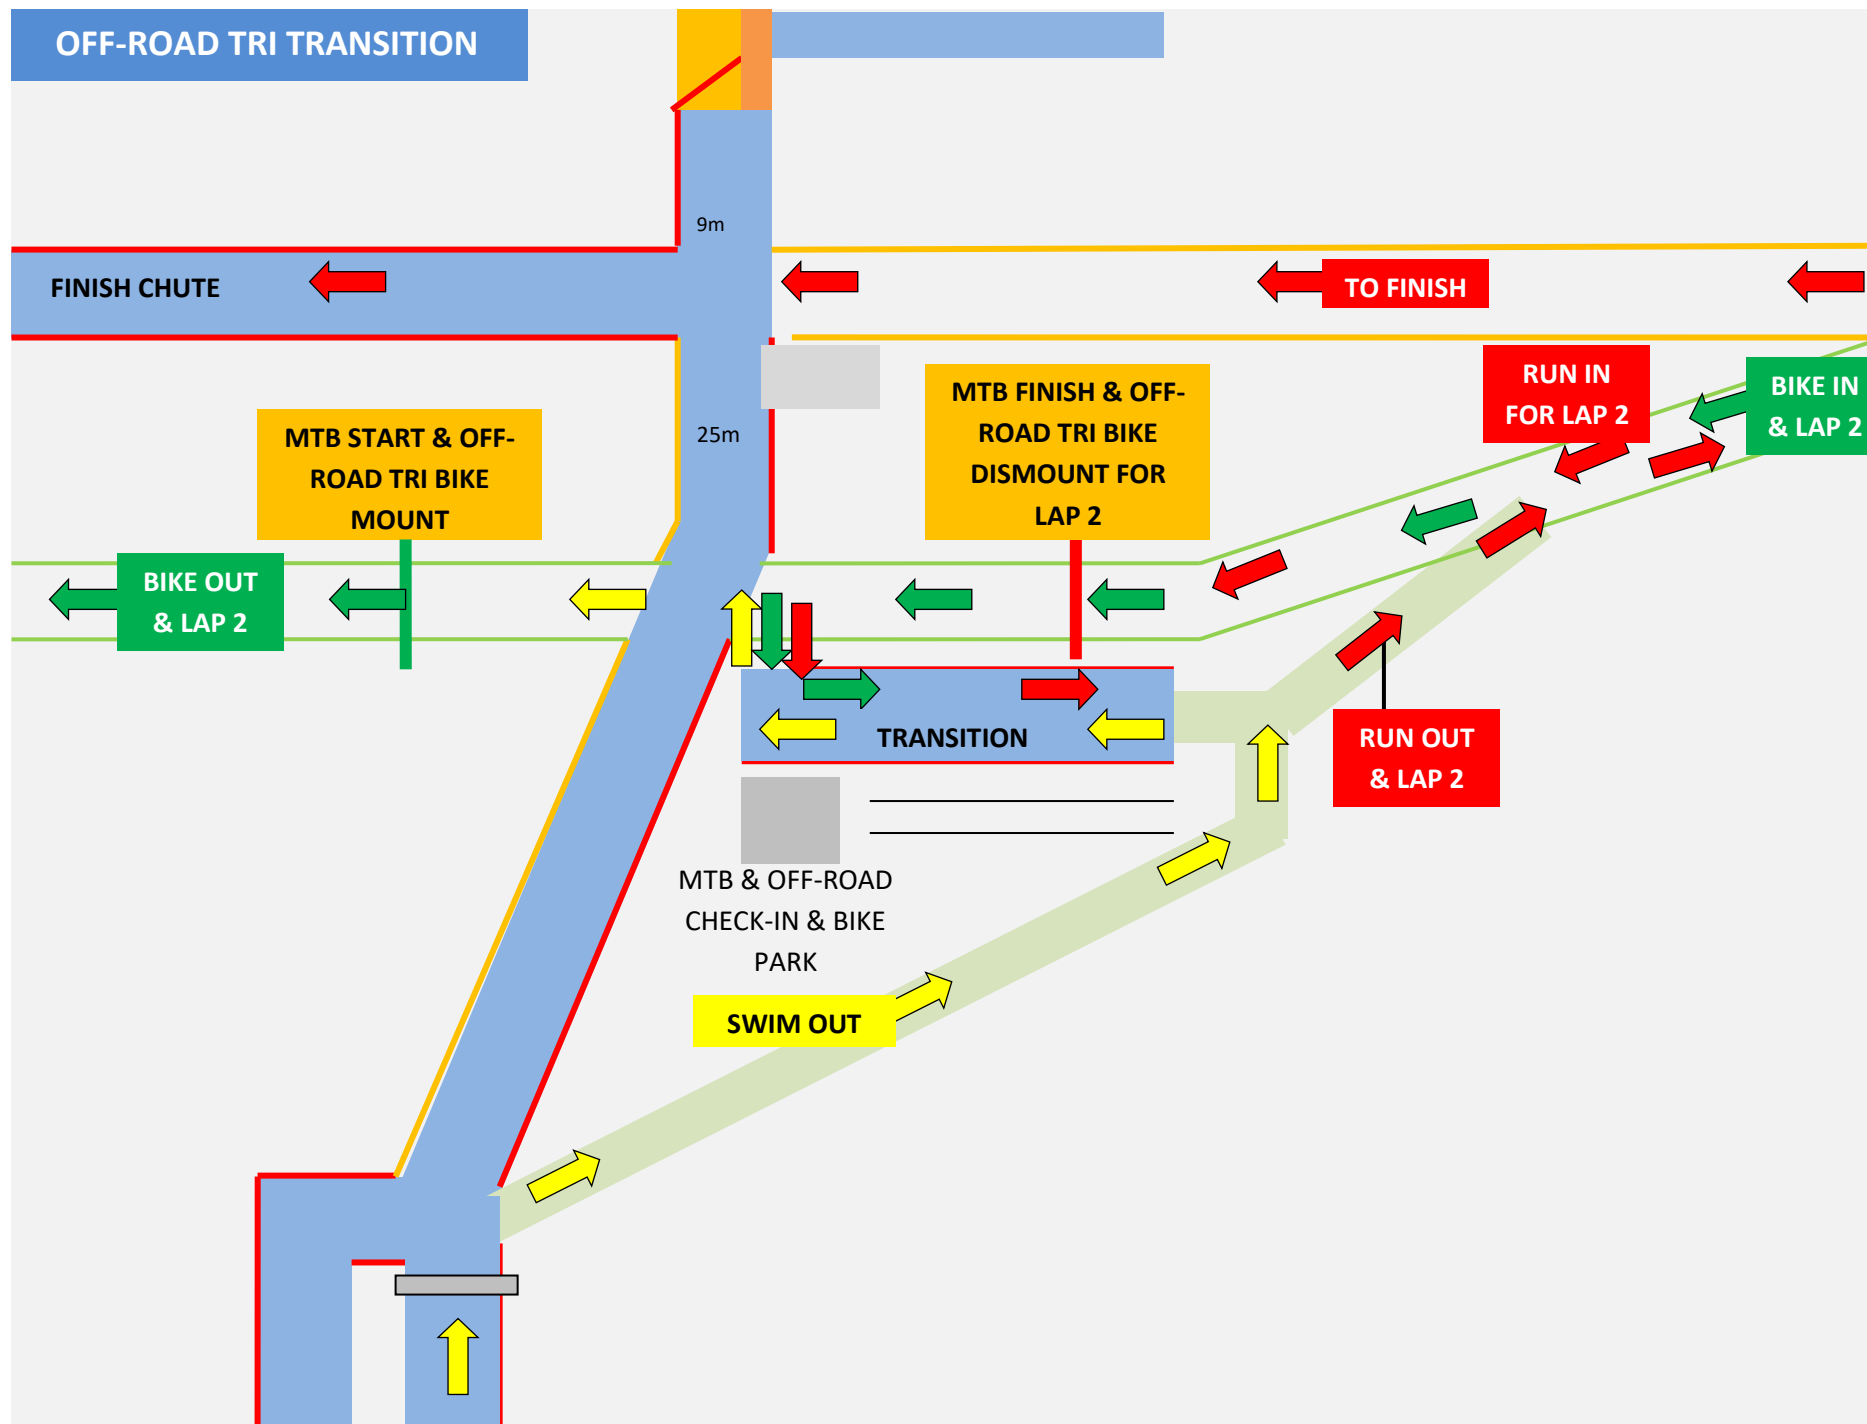 OFF-ROAD TRI TRANSITION
9m
FINISH CHUTE
TO FINISH
RUN IN
FOR LAP 2
BIKE IN
& LAP 2
MTB FINISH & OFF-
ROAD TRI BIKE
DISMOUNT FOR
LAP 2
25m
MTB START & OFF-
ROAD TRI BIKE
MOUNT
BIKE OUT
& LAP 2
TRANSITION
RUN OUT
& LAP 2
MTB & OFF-ROAD
CHECK-IN & BIKE
PARK
SWIM OUT